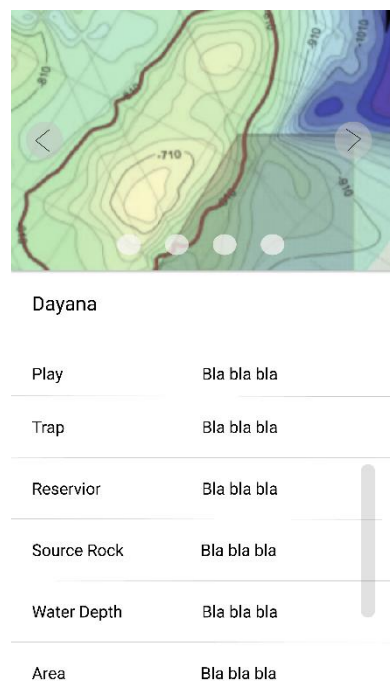 -810
-910
-1010
-710
-910
Dayana
Play Bla bla bla
Trap Bla bla bla
Reservior Bla bla bla
Source Rock Bla bla bla
Water Depth Bla bla bla
Area Bla bla bla